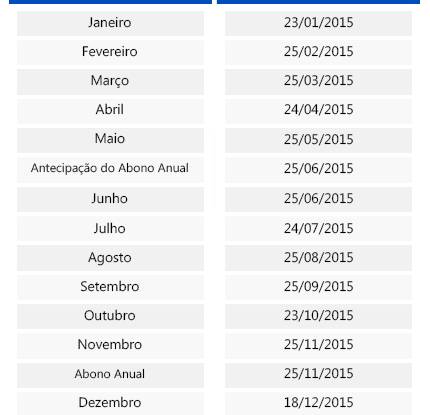 Janeiro 23/01/2015
Fevereiro 25/02/2015
Março 25/03/2015
Abril 24/04/2015
Maio 25/05/2015
Antecipação do Abono Anual 25/06/2015
Junho 25/06/2015
Julho 24/07/2015
Agosto 25/08/2015
Setembro 25/09/2015
Outubro 23/10/2015
Novembro 25/11/2015
Abono Anual 25/11/2015
Dezembro 18/12/2015